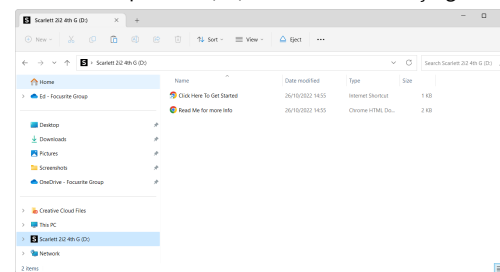 Scarlett 2i2 4th G (D:)
New
Sort
View
Eject
Scarlett 2i2 4th G (D:)
Search Scarlett 2i2 4th G (D:)
Home
Ed - Focusrite Group
Desktop
Downloads
Pictures
Screenshots
OneDrive - Focusrite Group
Creative Cloud Files
This PC
Scarlett 2i2 4th G (D:)
Network
Name Date modified Type Size
Click Here To Get Started 26/10/2022 14:55 Internet Shortcut 1 KB
Read Me for more Info 26/10/2022 14:55 Chrome HTML Do... 2 KB
2 items